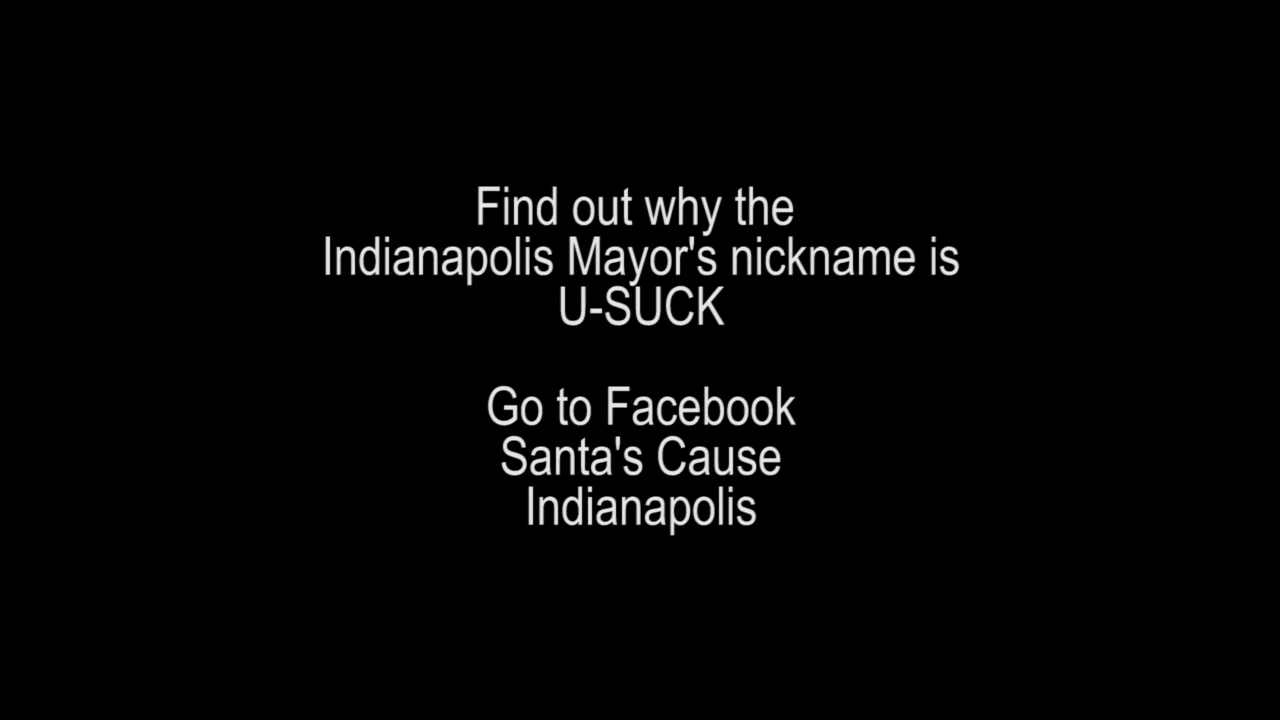 Find out why the
Indianapolis Mayor's nickname is
U-SUCK
Go to Facebook
Santa's Cause
Indianapolis